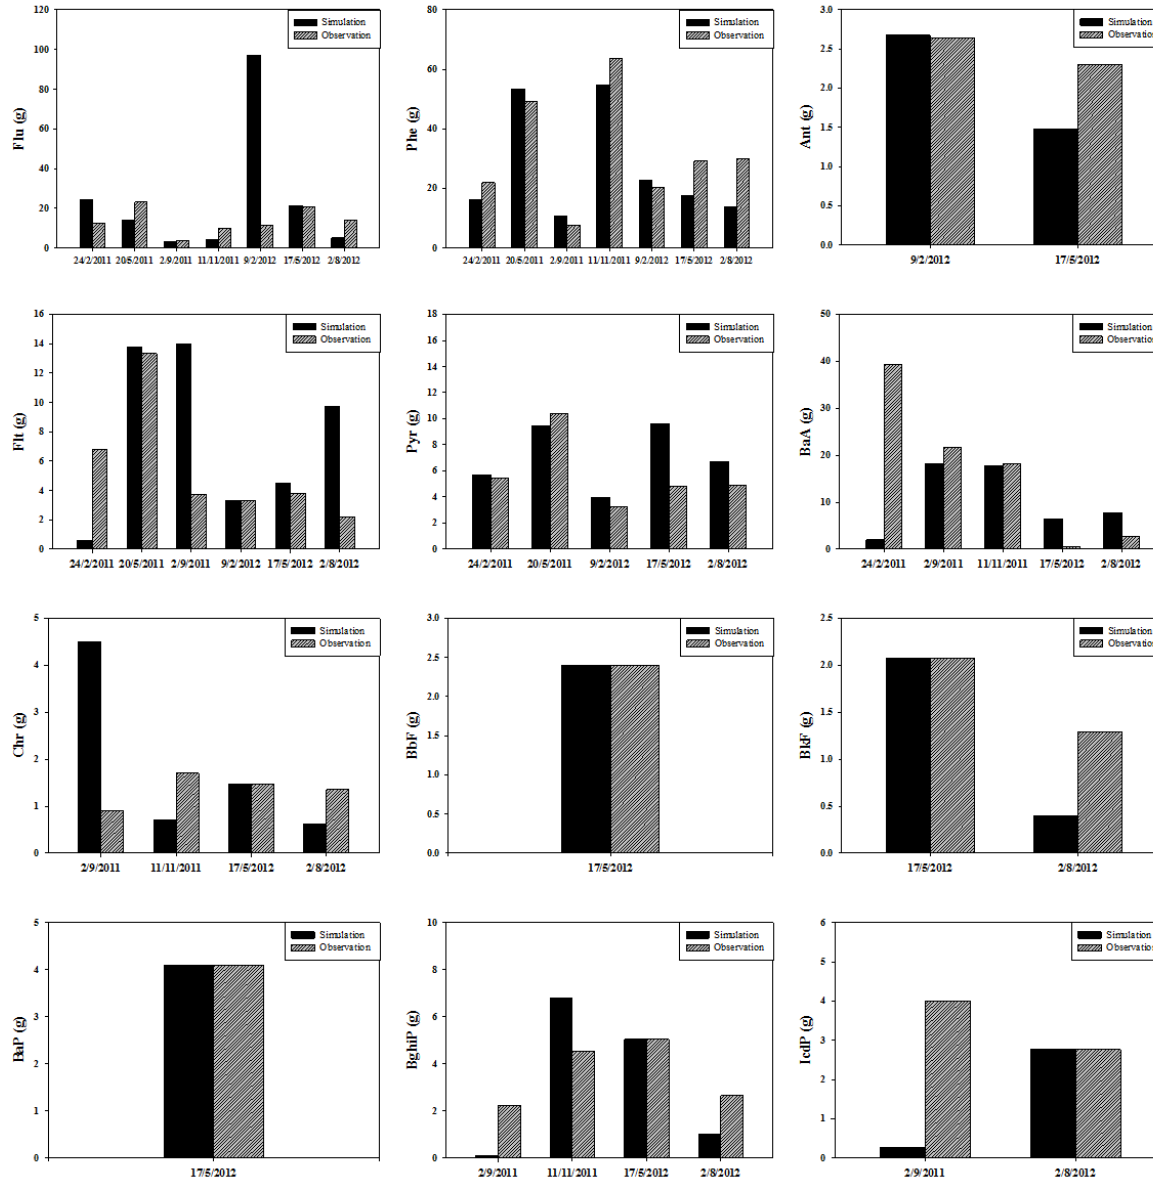 Flu (g)
120
100
80
60
40
20
0
Simulation
Observation
24/2/2011 20/5/2011 2/9/2011 11/11/2011 9/2/2012 17/5/2012 2/8/2012
Phe (g)
80
60
40
20
0
Simulation
Observation
24/2/2011 20/5/2011 2/9/2011 11/11/2011 9/2/2012 17/5/2012 2/8/2012
Ant (g)
3.0
2.5
2.0
1.5
1.0
0.5
0.0
Simulation
Observation
9/2/2012 17/5/2012
Flt (g)
16
14
12
10
8
6
4
2
0
Simulation
Observation
24/2/2011 20/5/2011 2/9/2011 9/2/2012 17/5/2012 2/8/2012
Pyr (g)
18
16
14
12
10
8
6
4
2
0
Simulation
Observation
24/2/2011 20/5/2011 9/2/2012 17/5/2012 2/8/2012
BaA (g)
50
40
30
20
10
0
Simulation
Observation
24/2/2011 2/9/2011 11/11/2011 17/5/2012 2/8/2012
Chr (g)
5
4
3
2
1
0
Simulation
Observation
2/9/2011 11/11/2011 17/5/2012 2/8/2012
BbF (g)
3.0
2.5
2.0
1.5
1.0
0.5
0.0
Simulation
Observation
17/5/2012
BkF (g)
2.5
2.0
1.5
1.0
0.5
0.0
Simulation
Observation
17/5/2012 2/8/2012
BaP (g)
5
4
3
2
1
0
Simulation
Observation
17/5/2012
BghiP (g)
10
8
6
4
2
0
Simulation
Observation
2/9/2011 11/11/2011 17/5/2012 2/8/2012
IcdP (g)
6
5
4
3
2
1
0
Simulation
Observation
2/9/2011 2/8/2012